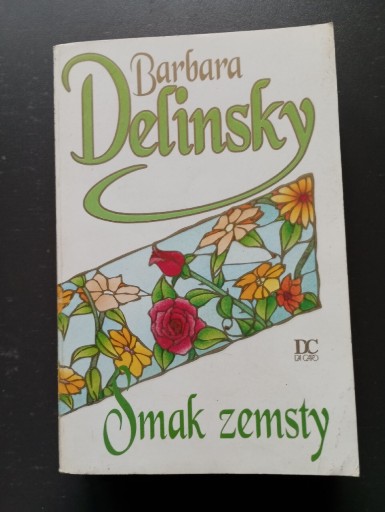 Barbara
Delinsky
DC
DA CAPO
Smak zemsty